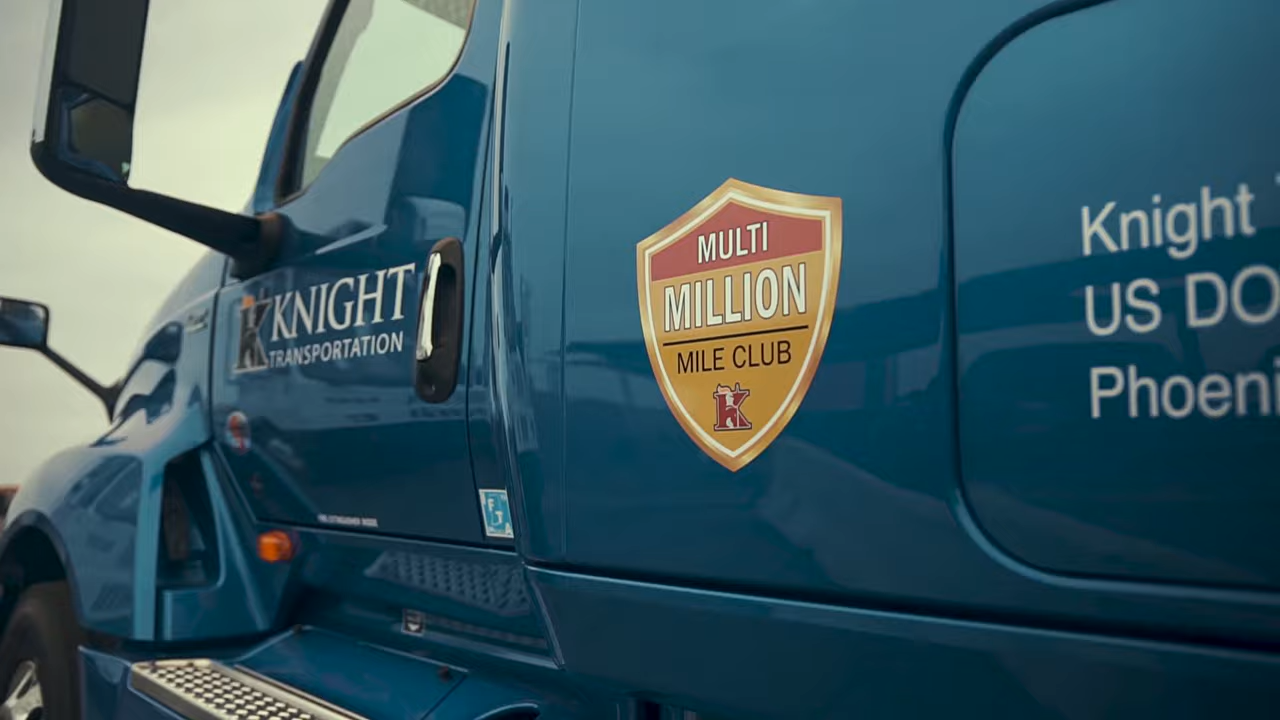 KNIGHT
TRANSPORTATION
MULTI
MILLION
MILE CLUB
K
Knight
US DO
Phoeni